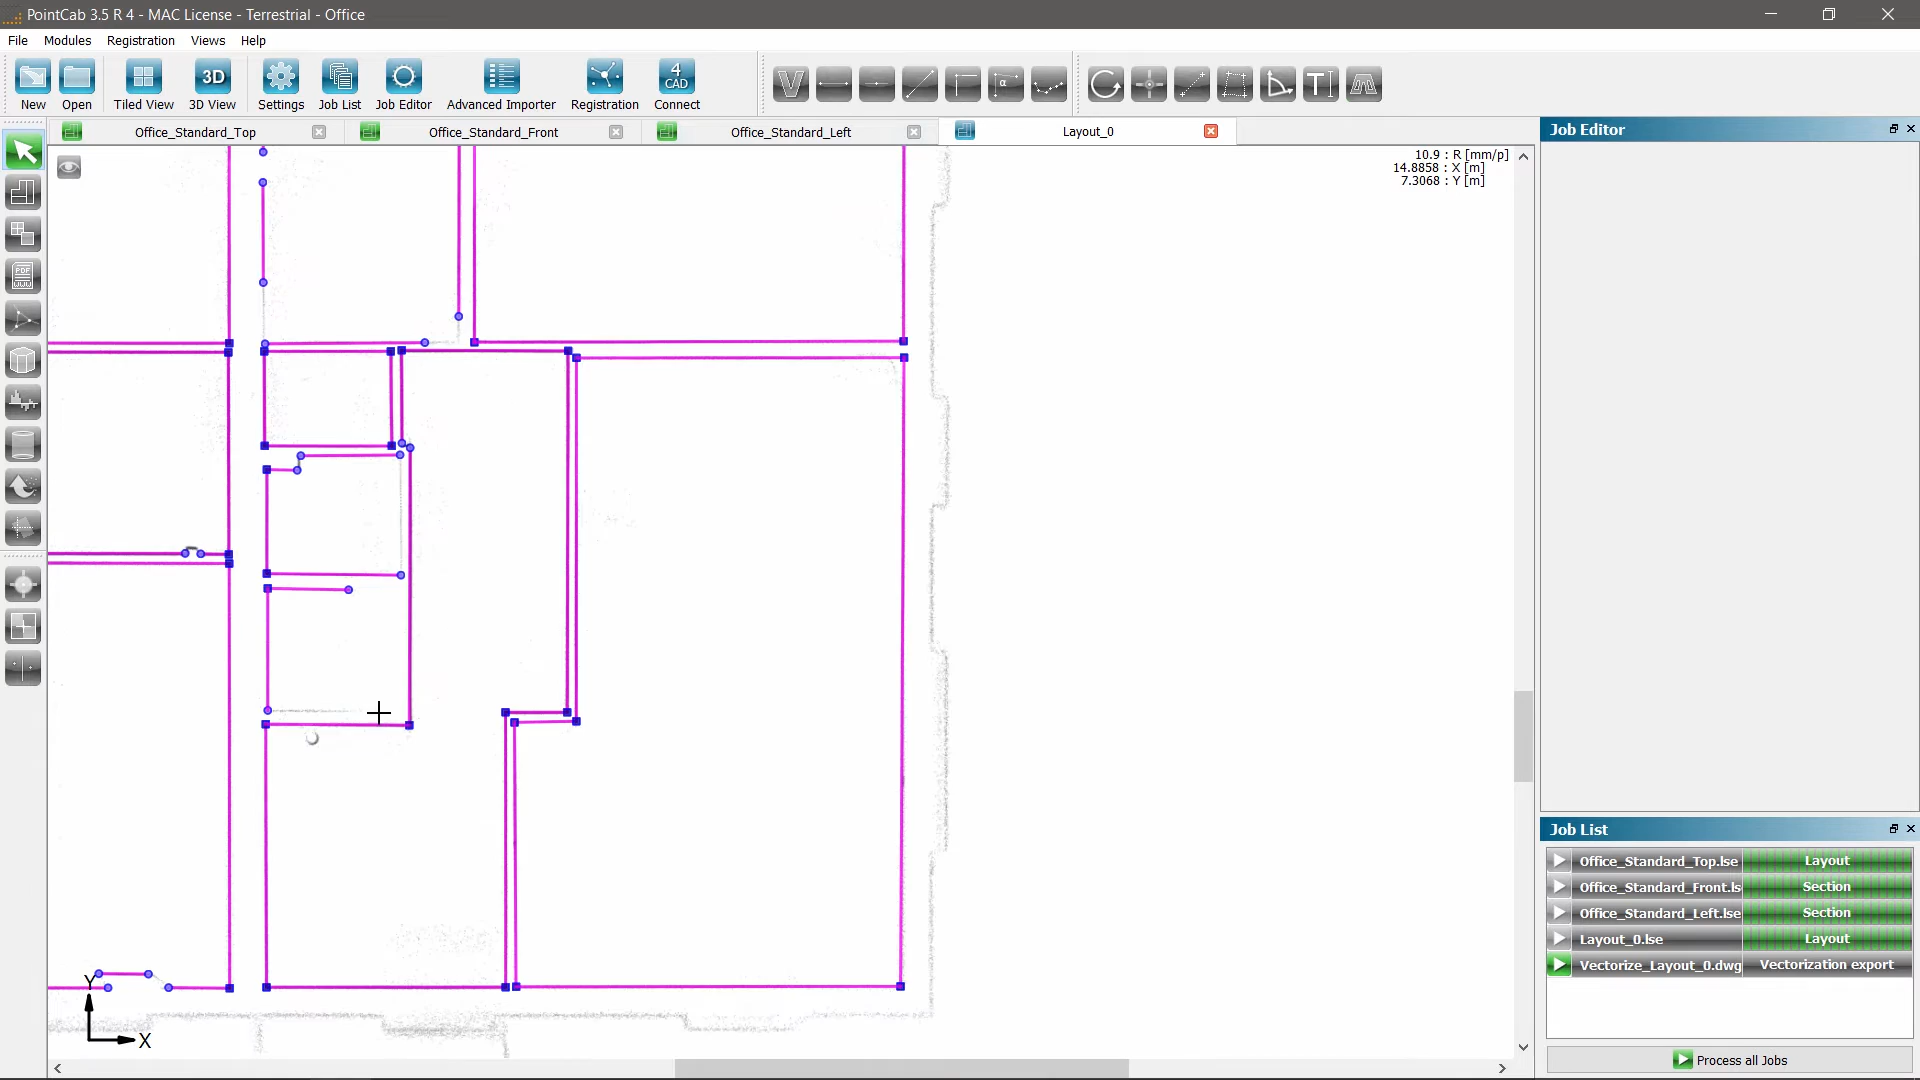 PointCab 3.5 R 4 - MAC License - Terrestrial - Office
File Modules Registration Views Help
3D
4
CAD
V
α
T
New Open Tiled View 3D View Settings Job List Job Editor Advanced Importer Registration Connect
Office_Standard_Top Office_Standard_Front Office_Standard_Left Layout_0
Job Editor
10.9 : R [mm/p]
14.8858 : X [m]
7.3068 : Y [m]
PDF
Y
X
Job List
Office_Standard_Top.lse Layout
Office_Standard_Front.ls Section
Office_Standard_Left.lse Section
Layout_0.lse Layout
Vectorize_Layout_0.dwg Vectorization export
Process all Jobs